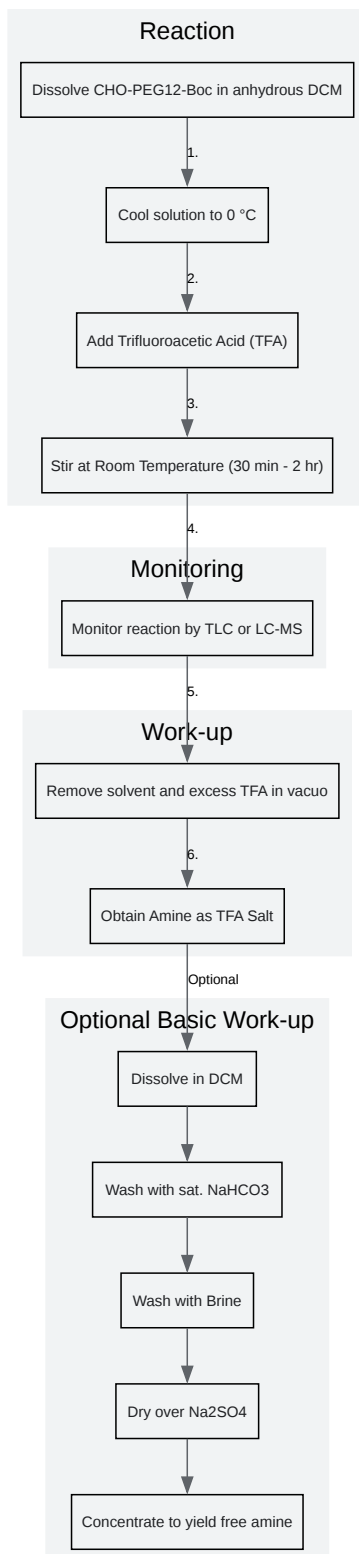 Reaction
Dissolve CHO-PEG12-Boc in anhydrous DCM
1.
Cool solution to 0 °C
2.
Add Trifluoroacetic Acid (TFA)
3.
Stir at Room Temperature (30 min - 2 hr)
4.
Monitoring
Monitor reaction by TLC or LC-MS
5.
Work-up
Remove solvent and excess TFA in vacuo
6.
Obtain Amine as TFA Salt
Optional
Optional Basic Work-up
Dissolve in DCM
Wash with sat. NaHCO3
Wash with Brine
Dry over Na2SO4
Concentrate to yield free amine